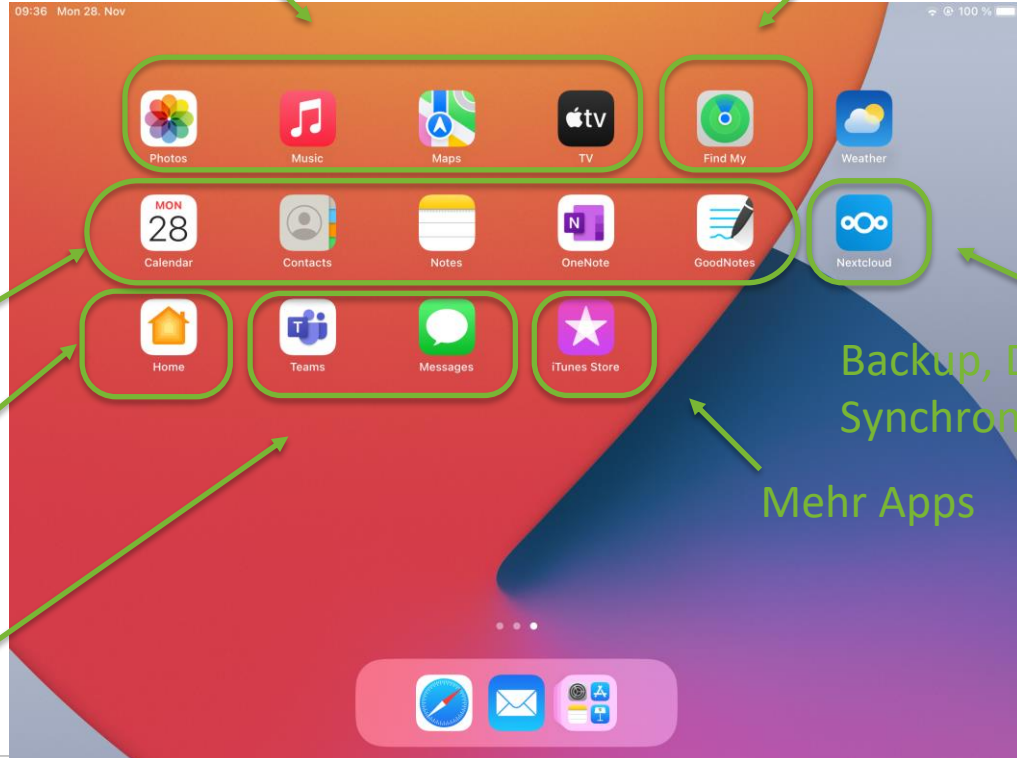 09:36 Mon 28. Nov
100 %
tv
Photos
Music
Maps
TV
Find My
Weather
MON
28
N
Calendar
Contacts
Notes
OneNote
GoodNotes
Nextcloud
T
Home
Teams
Messages
iTunes Store
Backup,
Mehr Apps